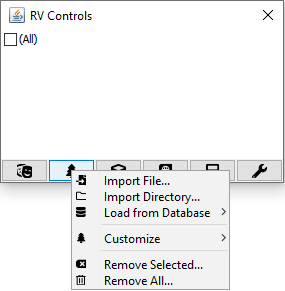 RV Controls
(All)
Import File...
Import Directory...
Load from Database
Customize
Remove Selected...
Remove All...